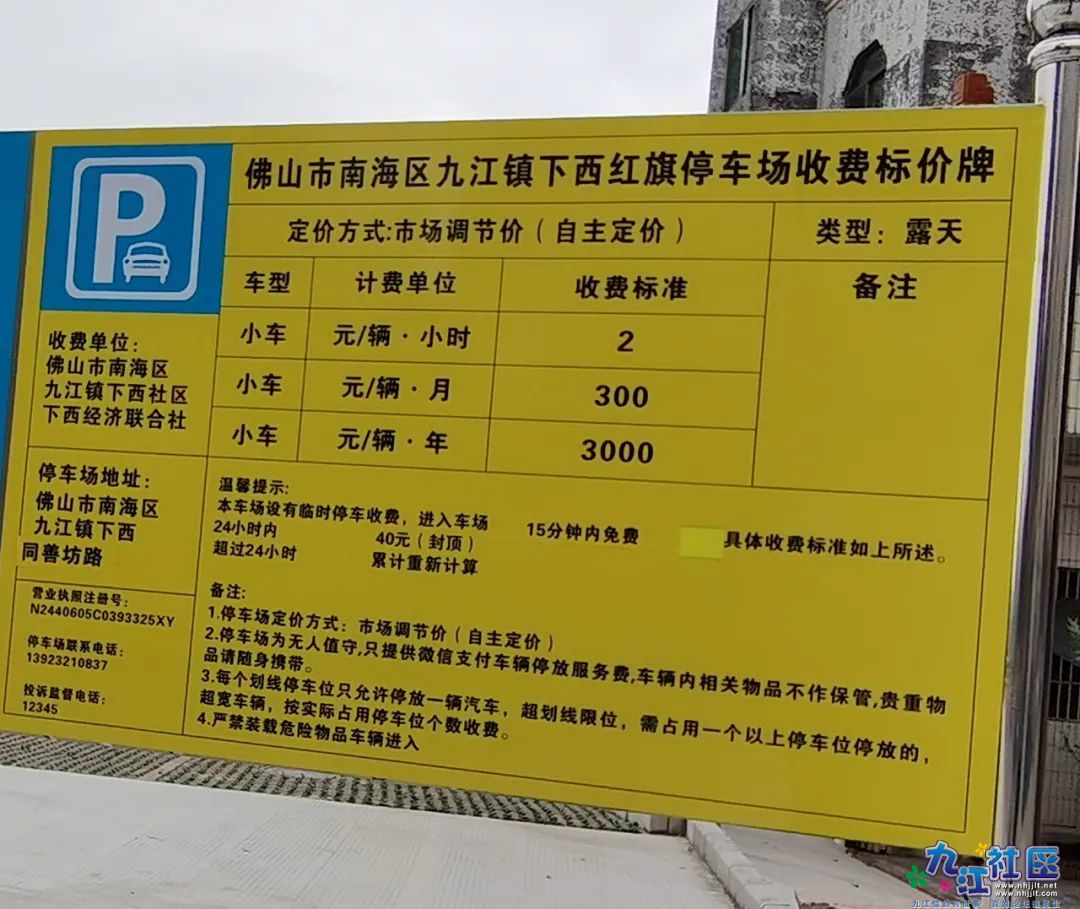 P
佛山市南海区九江镇下西红旗停车场收费标价牌
定价方式:市场调节价（自主定价） 类型：露天
车型 计费单位 收费标准 备注
小车 元/辆·小时 2
小车 元/辆·月 300
小车 元/辆·年 3000
收费单位:
佛山市南海区
九江镇下西社区
下西经济联合社
停车场地址:
佛山市南海区
九江镇下西
同善坊路
营业执照注册号:
N2440605C0393325XY
停车场联系电话:
13923210837
投诉监督电话:
12345
温馨提示:
本车场设有临时停车收费，进入车场 15分钟内免费 具体收费标准如上所述。
24小时内 40元（封顶）
超过24小时 累计重新计算
备注:
1.停车场定价方式：市场调节价（自主定价）
2.停车场为无人值守,只提供微信支付车辆停放服务费,车辆内相关物品不作保管,贵重物
品请随身携带。
3.每个划线停车位只允许停放一辆汽车，超划线限位，需占用一个以上停车位停放的，
超宽车辆，按实际占用停车位个数收费。
4.严禁装载危险物品车辆进入
九江社区
www.nhjjlt.net